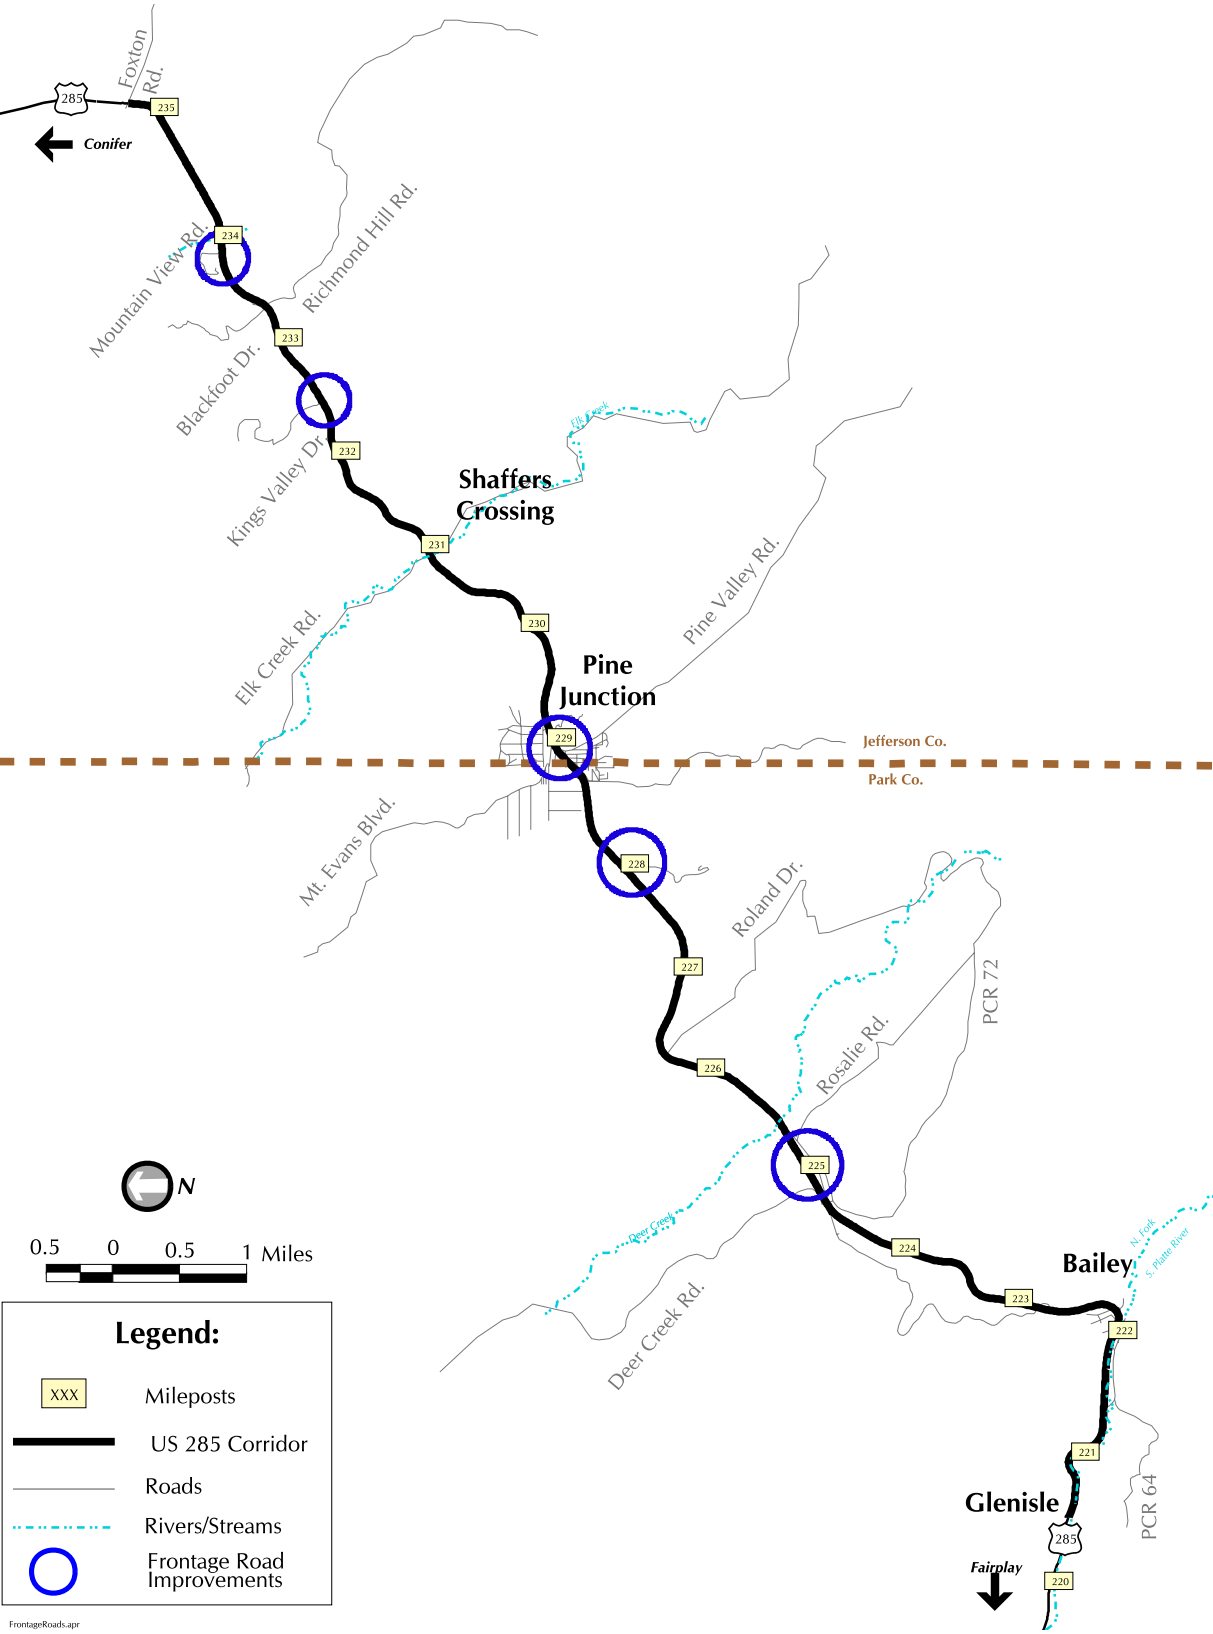 Foxton
Rd.
285
235
Conifer
Mountain View Rd.
234
Richmond Hill Rd.
233
Blackfoot Dr.
Kings Valley Dr.
232
Elk Creek
Shaffers
Crossing
231
Elk Creek Rd.
230
Pine Valley Rd.
Pine
Junction
229
Jefferson Co.
Park Co.
Mt. Evans Blvd.
228
Roland Dr.
227
PCR 72
Rosalie Rd.
226
225
N
Deer Creek
Deer Creek Rd.
224
N. Fork
S. Platte River
Bailey
223
222
221
Glenisle
PCR 64
285
Fairplay
220
0.5 0 0.5 1 Miles
Legend:
XXX Mileposts
US 285 Corridor
Roads
Rivers/Streams
Frontage Road
Improvements
FrontageRoads.apr